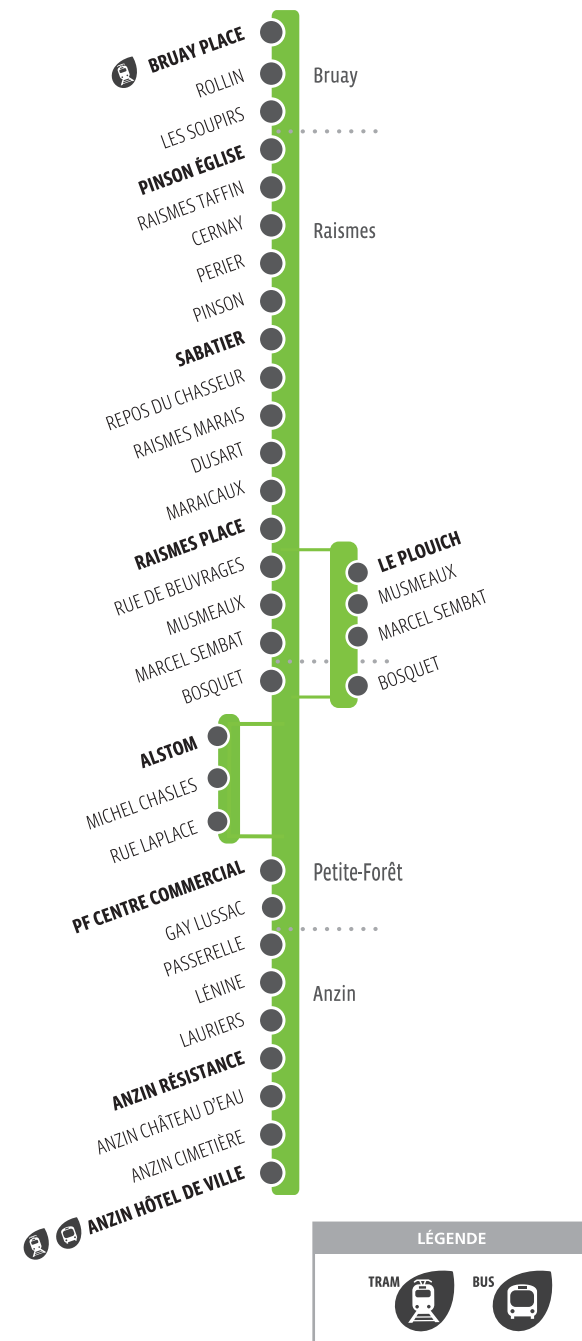 BRUAY PLACE
ROLLIN
Bruay
LES SOUPIRS
PINSON ÉGLISE
RAISMES TAFFIN
CERNAY
Raismes
PERIER
PINSON
SABATIER
REPOS DU CHASSEUR
RAISMES MARAIS
DUSART
MARAICAUX
RAISMES PLACE
RUE DE BEUVRAGES
MUSMEAUX
MARCEL SEMBAT
BOSQUET
LE PLOUICH
MUSMEAUX
MARCEL SEMBAT
BOSQUET
ALSTOM
MICHEL CHASLES
RUE LAPLACE
PF CENTRE COMMERCIAL
Petite-Forêt
GAY LUSSAC
PASSERELLE
LÉNINE
Anzin
LAURIERS
ANZIN RÉSISTANCE
ANZIN CHÂTEAU D'EAU
ANZIN CIMETIÈRE
ANZIN HÔTEL DE VILLE
LÉGENDE
TRAM
BUS